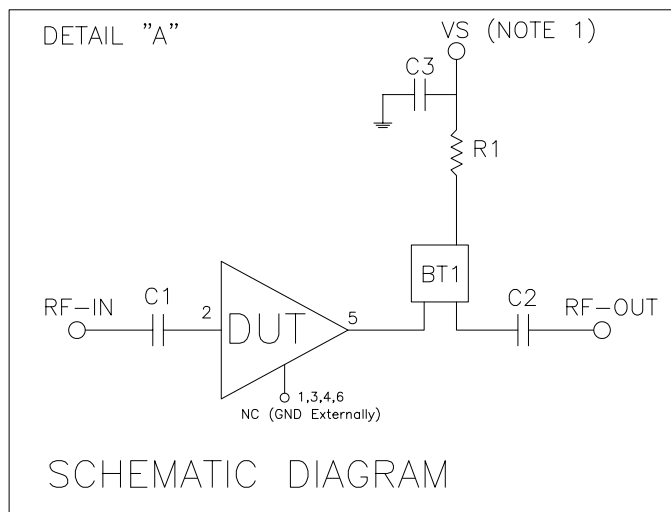 DETAIL "A"
VS (NOTE 1)
C3
R1
BT1
RF-IN
C1
2
DUT
5
C2
RF-OUT
1,3,4,6
NC (GND Externally)
SCHEMATIC DIAGRAM